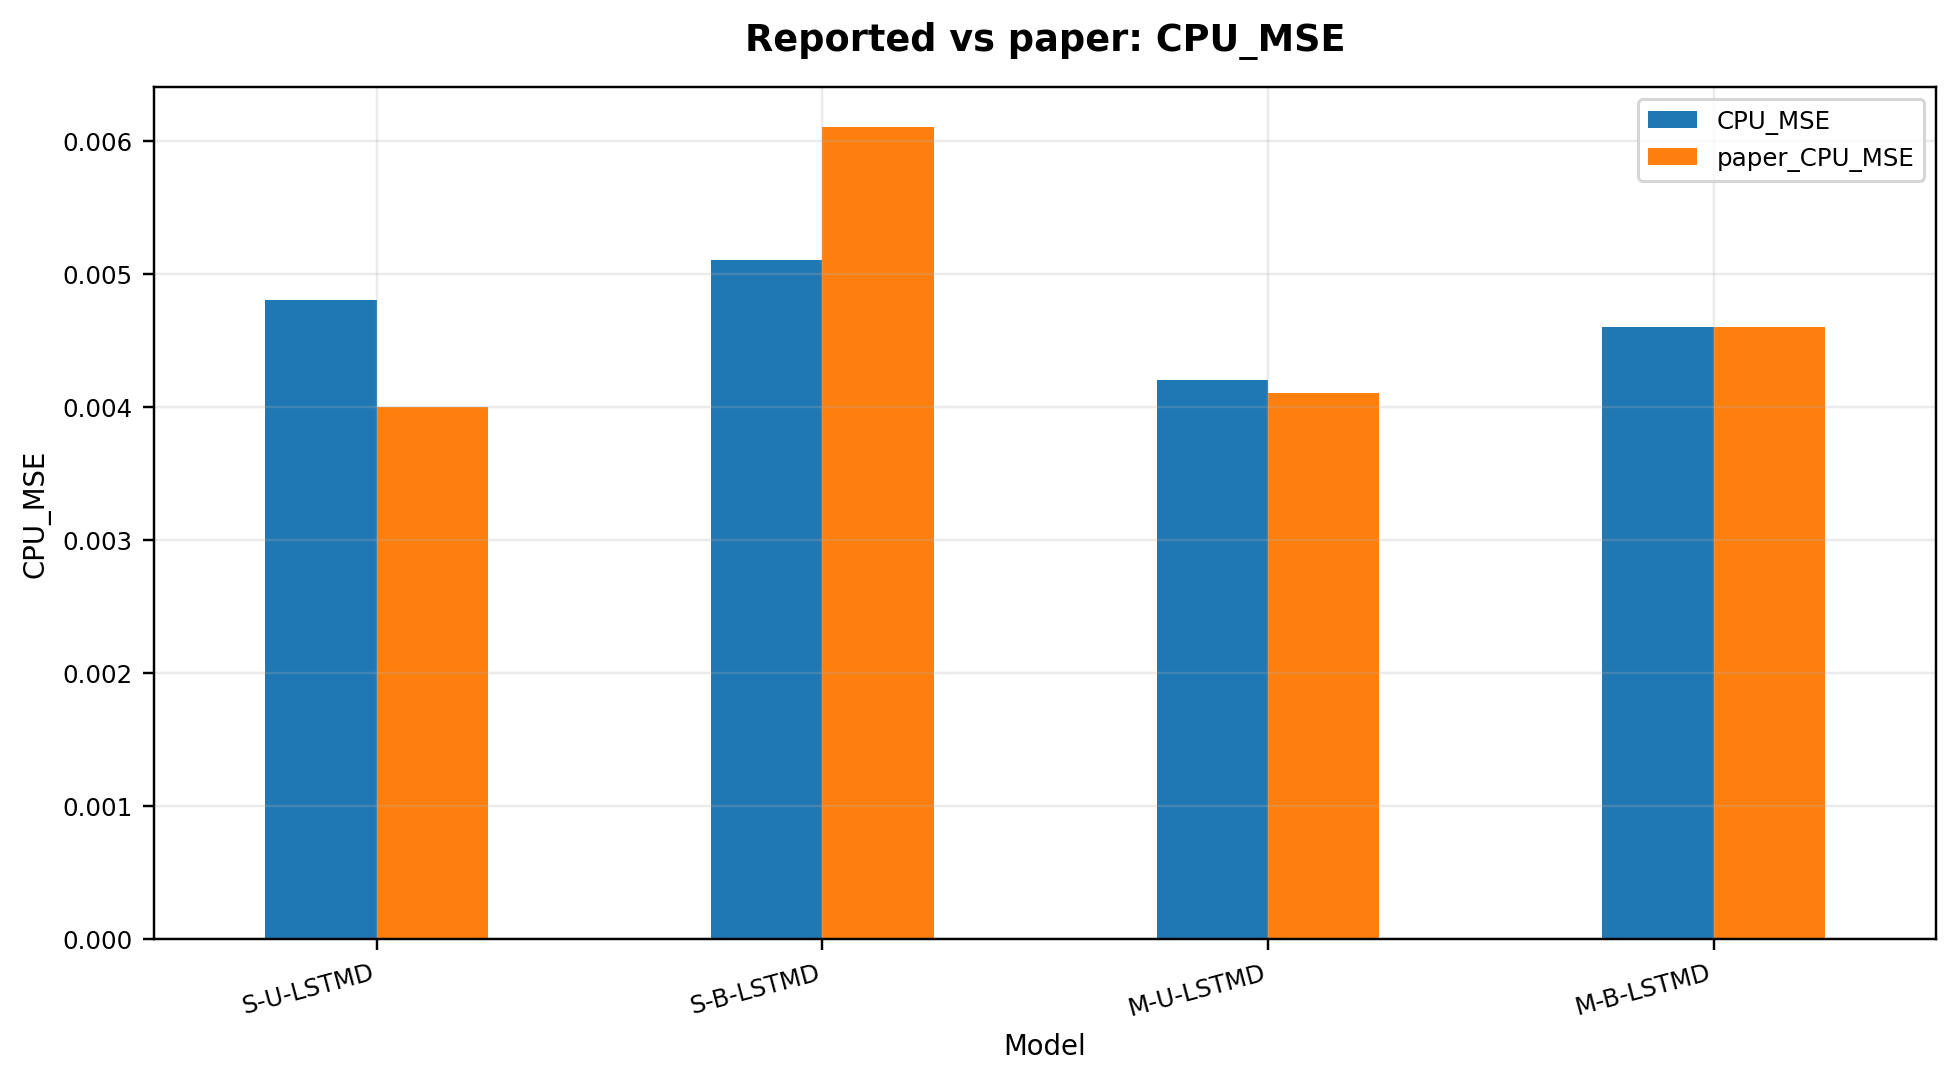 Reported vs paper: CPU_MSE
CPU_MSE
paper_CPU_MSE
0.006
0.005
0.004
0.003
0.002
0.001
0.000
CPU_MSE
S-U-LSTMD
S-B-LSTMD
M-U-LSTMD
M-B-LSTMD
Model